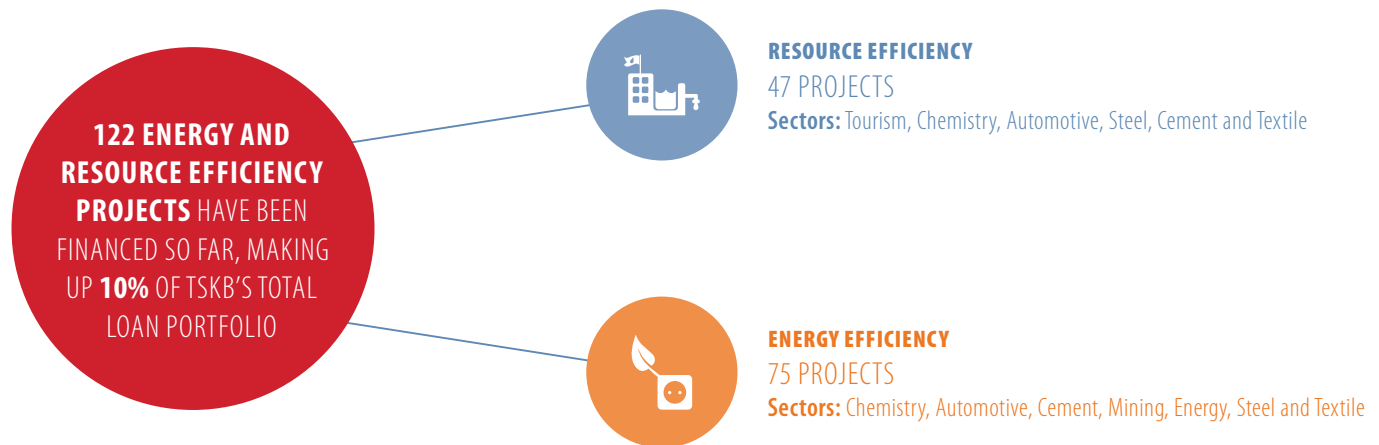 122 ENERGY AND
RESOURCE EFFICIENCY
PROJECTS HAVE BEEN
FINANCED SO FAR, MAKING
UP 10% OF TSKB'S TOTAL
LOAN PORTFOLIO
RESOURCE EFFICIENCY
47 PROJECTS
Sectors: Tourism, Chemistry, Automotive, Steel, Cement and Textile
ENERGY EFFICIENCY
75 PROJECTS
Sectors: Chemistry, Automotive, Cement, Mining, Energy, Steel and Textile